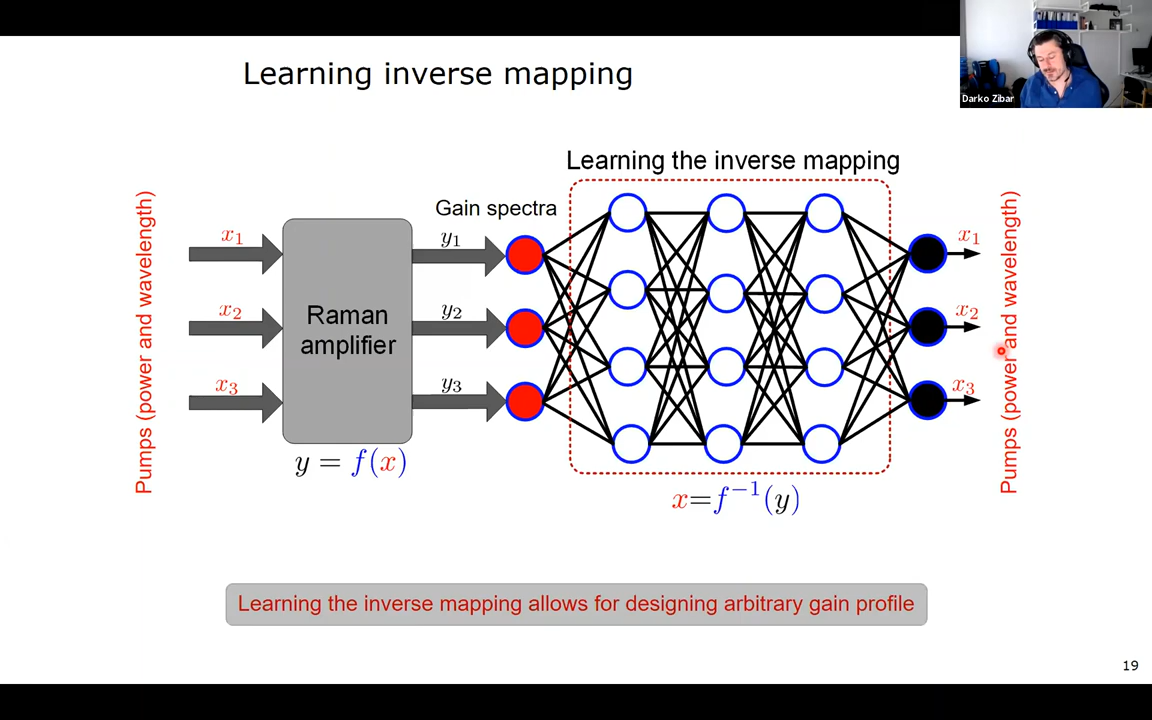 Learning inverse mapping
Darko Zibar
Learning the inverse mapping
Gain spectra
Pumps (power and wavelength)
x₁
x₂
x₃
Raman
amplifier
y₁
y₂
y₃
x₁
x₂
x₃
Pumps (power and wavelength)
y = f(x)
x=f⁻¹(y)
Learning the inverse mapping allows for designing arbitrary gain profile
19